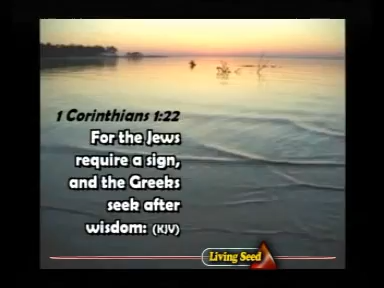 1 Corinthians 1:22
For the Jews
require a sign,
and the Greeks
seek after
wisdom: (KJV)
Living Seed